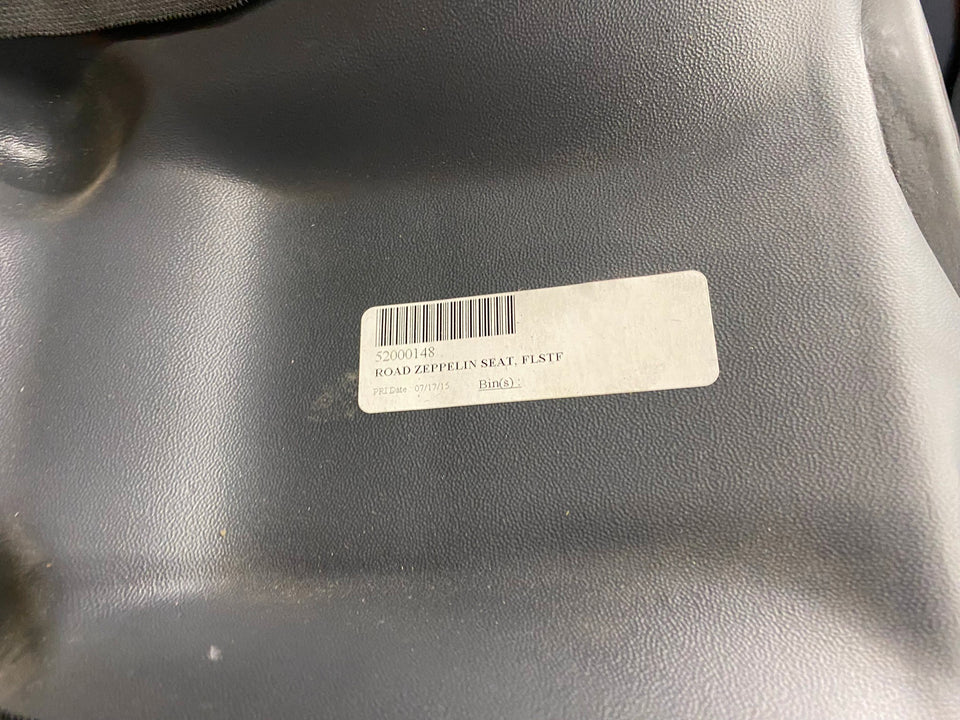 52000148
ROAD ZEPPELIN SEAT, FLSTF
PRI Date 07/17/15 Bin(s) :